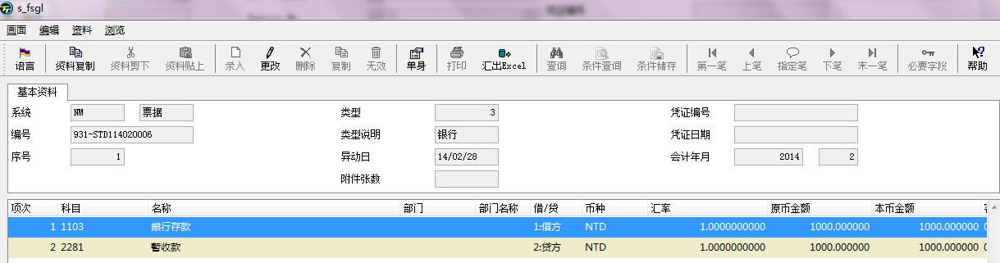 s_fsgl
画面 编辑 资料 浏览
语言 资料复制 资料剪下 资料贴上 录入 更改 删除 复制 无效 单身 打印 汇出Excel 查询 条件查询 条件储存 第一笔 上笔 指定笔 下笔 末一笔 必要字段 帮助
基本资料
系统 NM 票据 类型 3 凭证编号
编号 931-STD114020006 类型说明 银行 凭证日期
序号 1 异动日 14/02/28 会计年月 2014 2
附件张数
项次 科目 名称 部门 部门名称 借/贷 币种 汇率 原币金额 本币金额
1 1103 銀行存款 1:借方 NTD 1.0000000000 1000.000000 1000.000000
2 2281 暫收款 2:贷方 NTD 1.0000000000 1000.000000 1000.000000